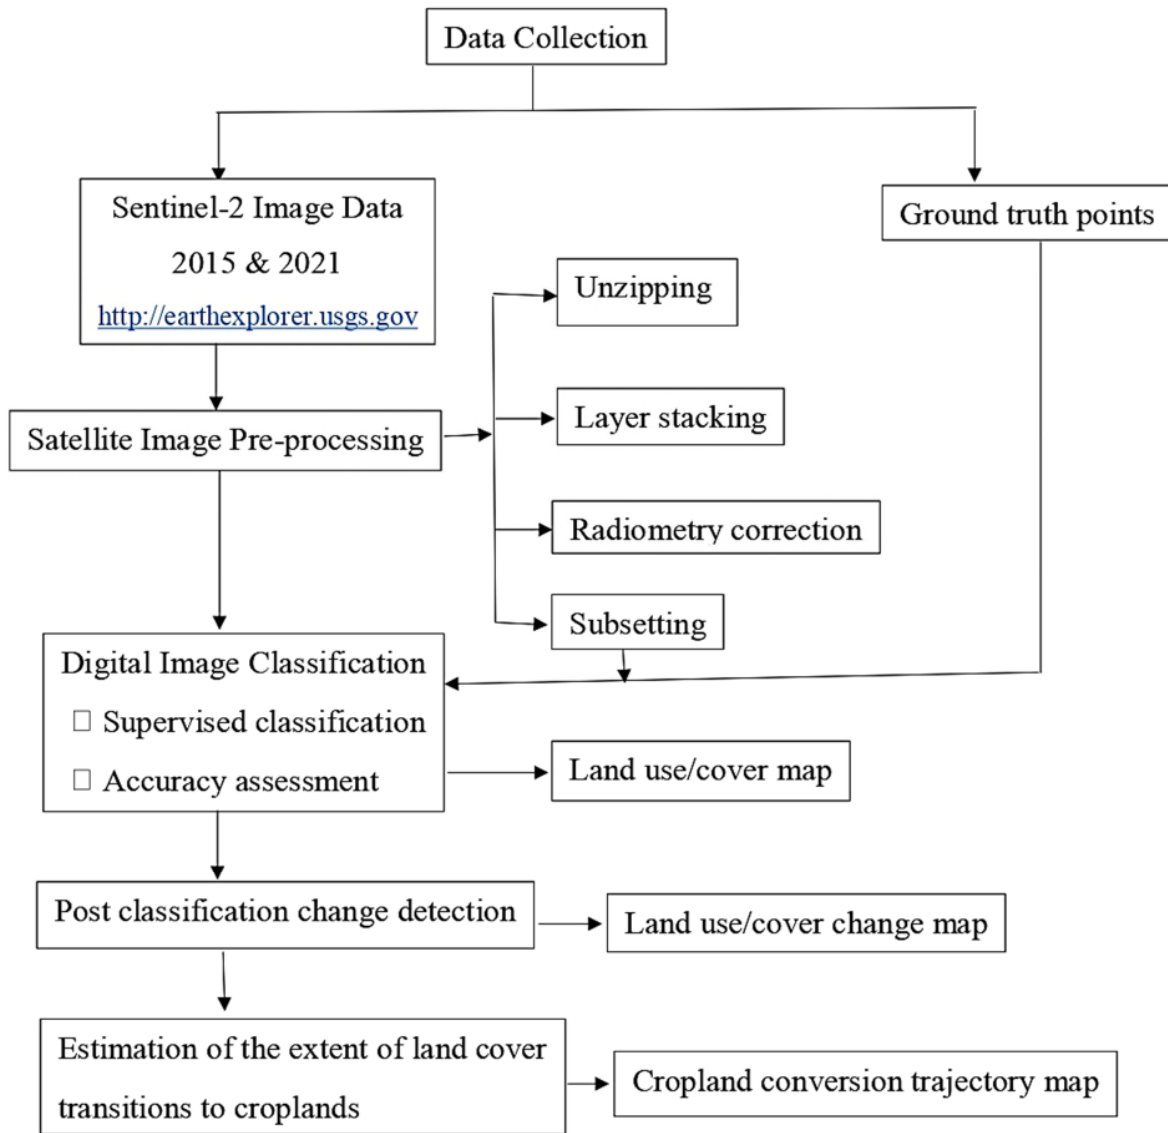 Data Collection
Sentinel-2 Image Data
2015 & 2021
http://earthexplorer.usgs.gov
Ground truth points
Unzipping
Satellite Image Pre-processing
Layer stacking
Radiometry correction
Subsetting
Digital Image Classification
□ Supervised classification
□ Accuracy assessment
Land use/cover map
Post classification change detection
Land use/cover change map
Estimation of the extent of land cover
transitions to croplands
Cropland conversion trajectory map